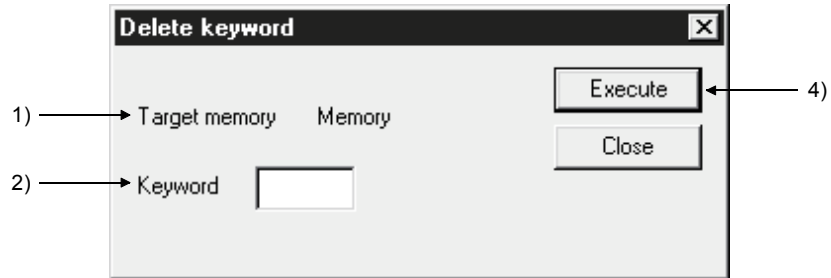 Delete keyword
1) Target memory Memory
Execute 4)
Close
2) Keyword